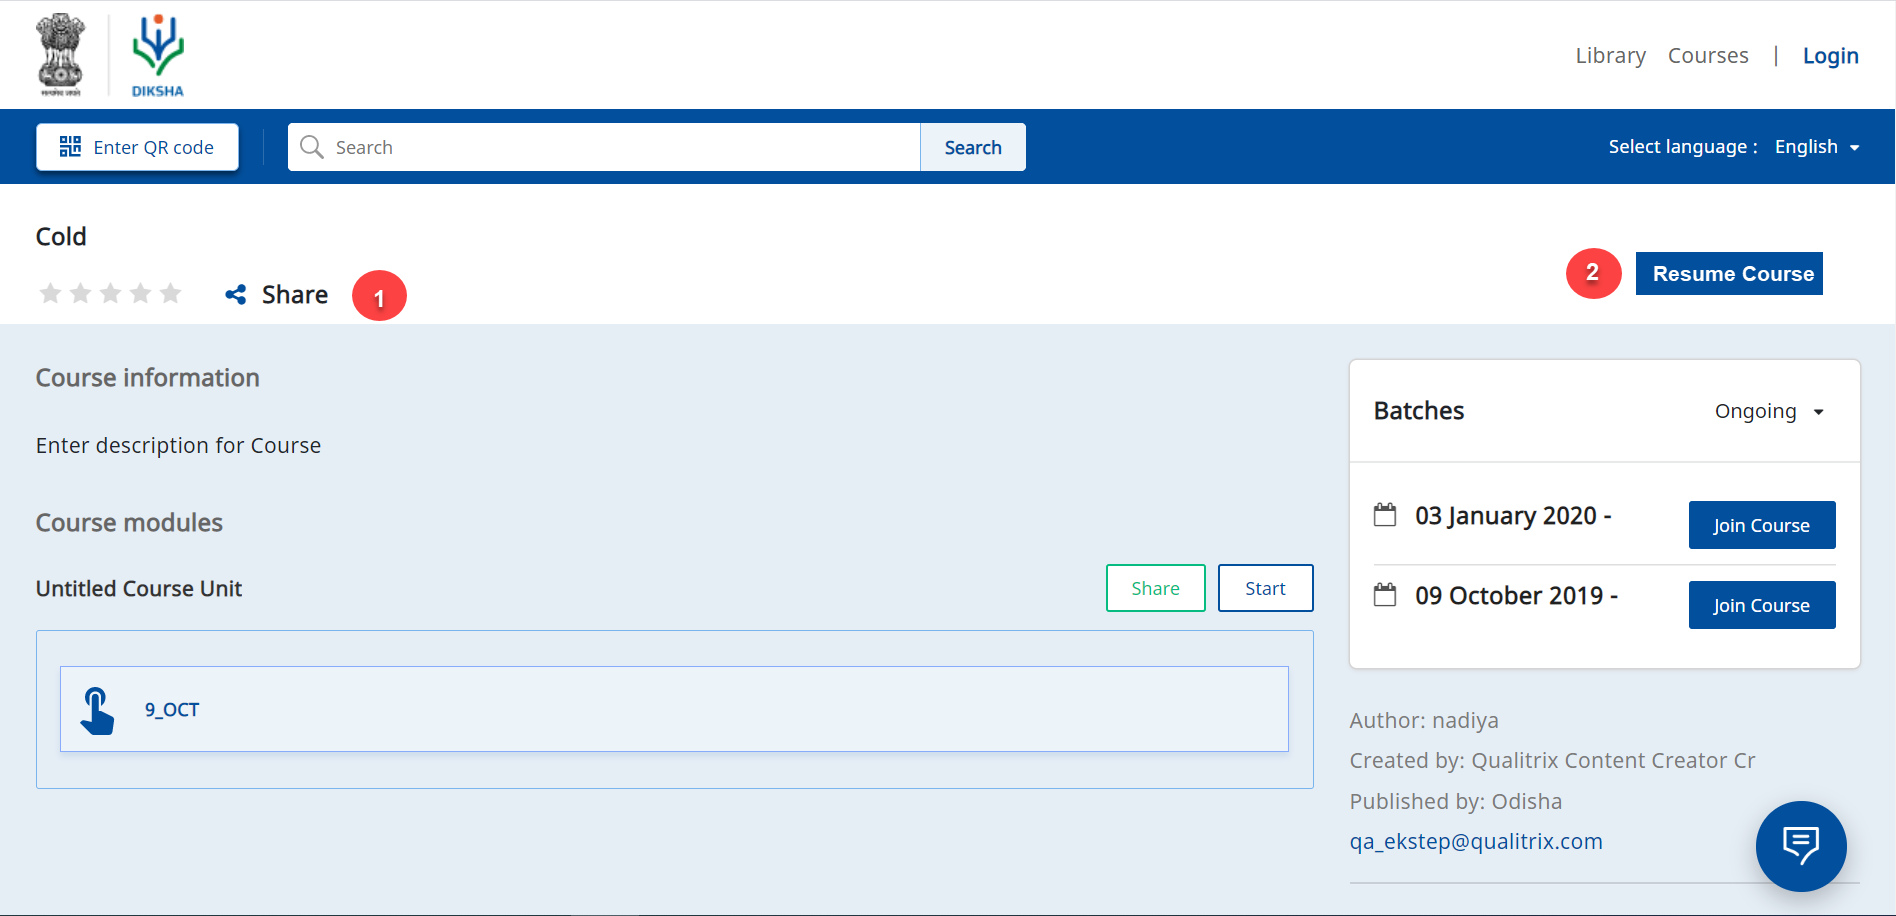 DIKSHA
Library Courses | Login
Enter QR code
Search
Search
Select language : English
Cold
Share
1
2
Resume Course
Course information
Enter description for Course
Course modules
Untitled Course Unit
Share
Start
9_OCT
Batches
Ongoing
03 January 2020 -
Join Course
09 October 2019 -
Join Course
Author: nadiya
Created by: Qualitrix Content Creator Cr
Published by: Odisha
qa_ekstep@qualitrix.com